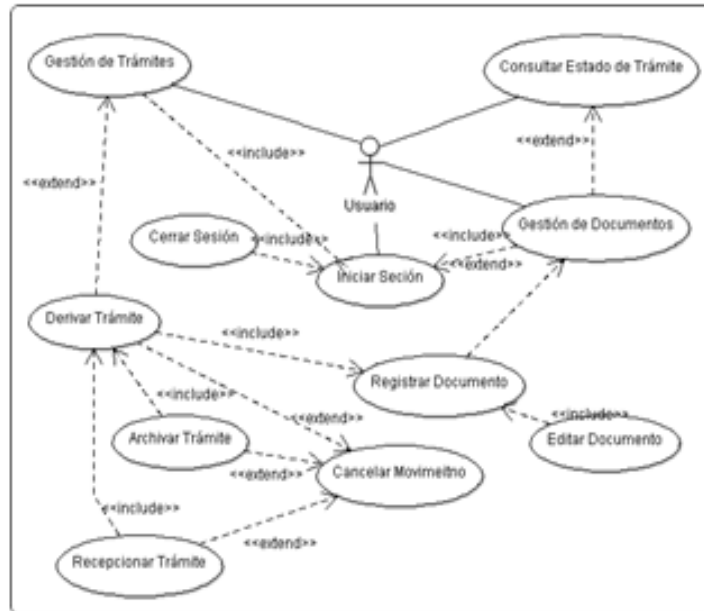 Gestión de Trámites
Consultar Estado de Trámite
<<include>>
<<extend>>
<<extend>>
Usuario
Gestión de Documentos
Cerrar Sesión
<<include>>
<<include>>
<<extend>>
Iniciar Seción
Derivar Trámite
<<include>>
Registrar Documento
<<include>>
<<extend>>
<<include>>
Archivar Trámite
Editar Documento
<<extend>>
Cancelar Movimeitno
<<include>>
<<extend>>
Recepcionar Trámite